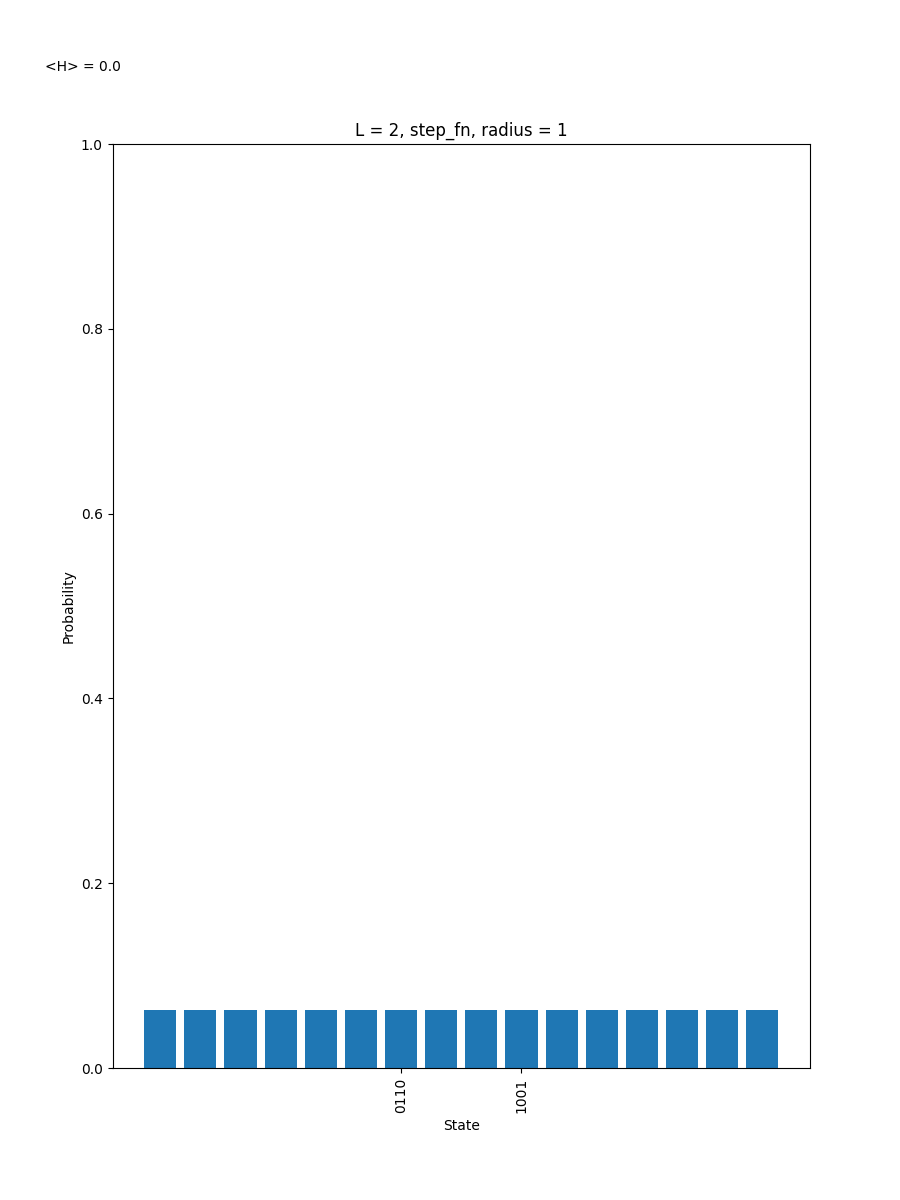 <H> = 0.0
L = 2, step_fn, radius = 1
1.0
0.8
0.6
0.4
0.2
0.0
Probability
0110
1001
State